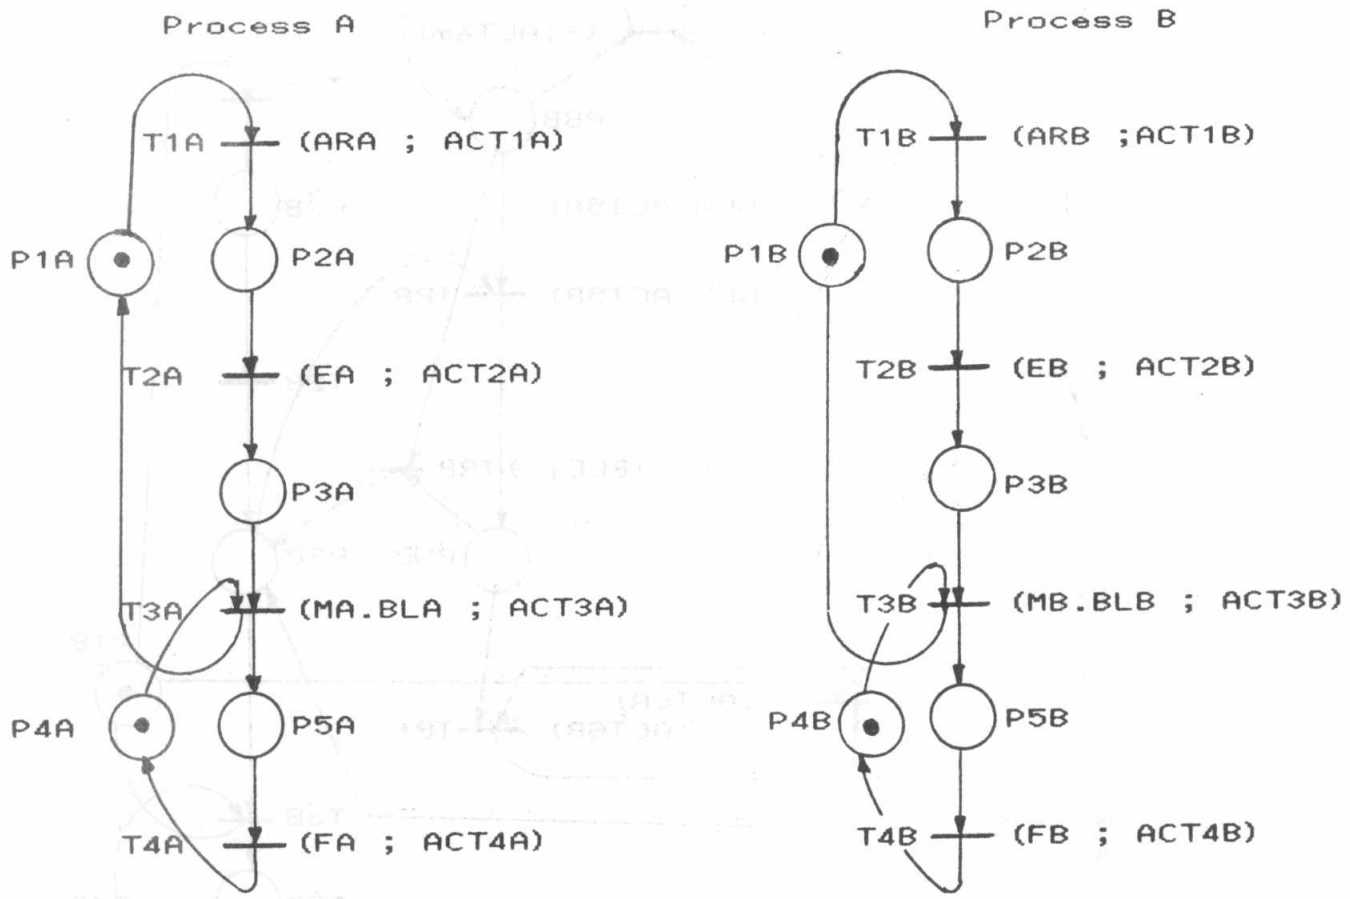 Process A
T1A (ARA ; ACT1A)
P1A
P2A
T2A (EA ; ACT2A)
P3A
T3A (MA.BLA ; ACT3A)
P4A
P5A
T4A (FA ; ACT4A)
Process B
T1B (ARB ;ACT1B)
P1B
P2B
T2B (EB ; ACT2B)
P3B
T3B (MB.BLB ; ACT3B)
P4B
P5B
T4B (FB ; ACT4B)